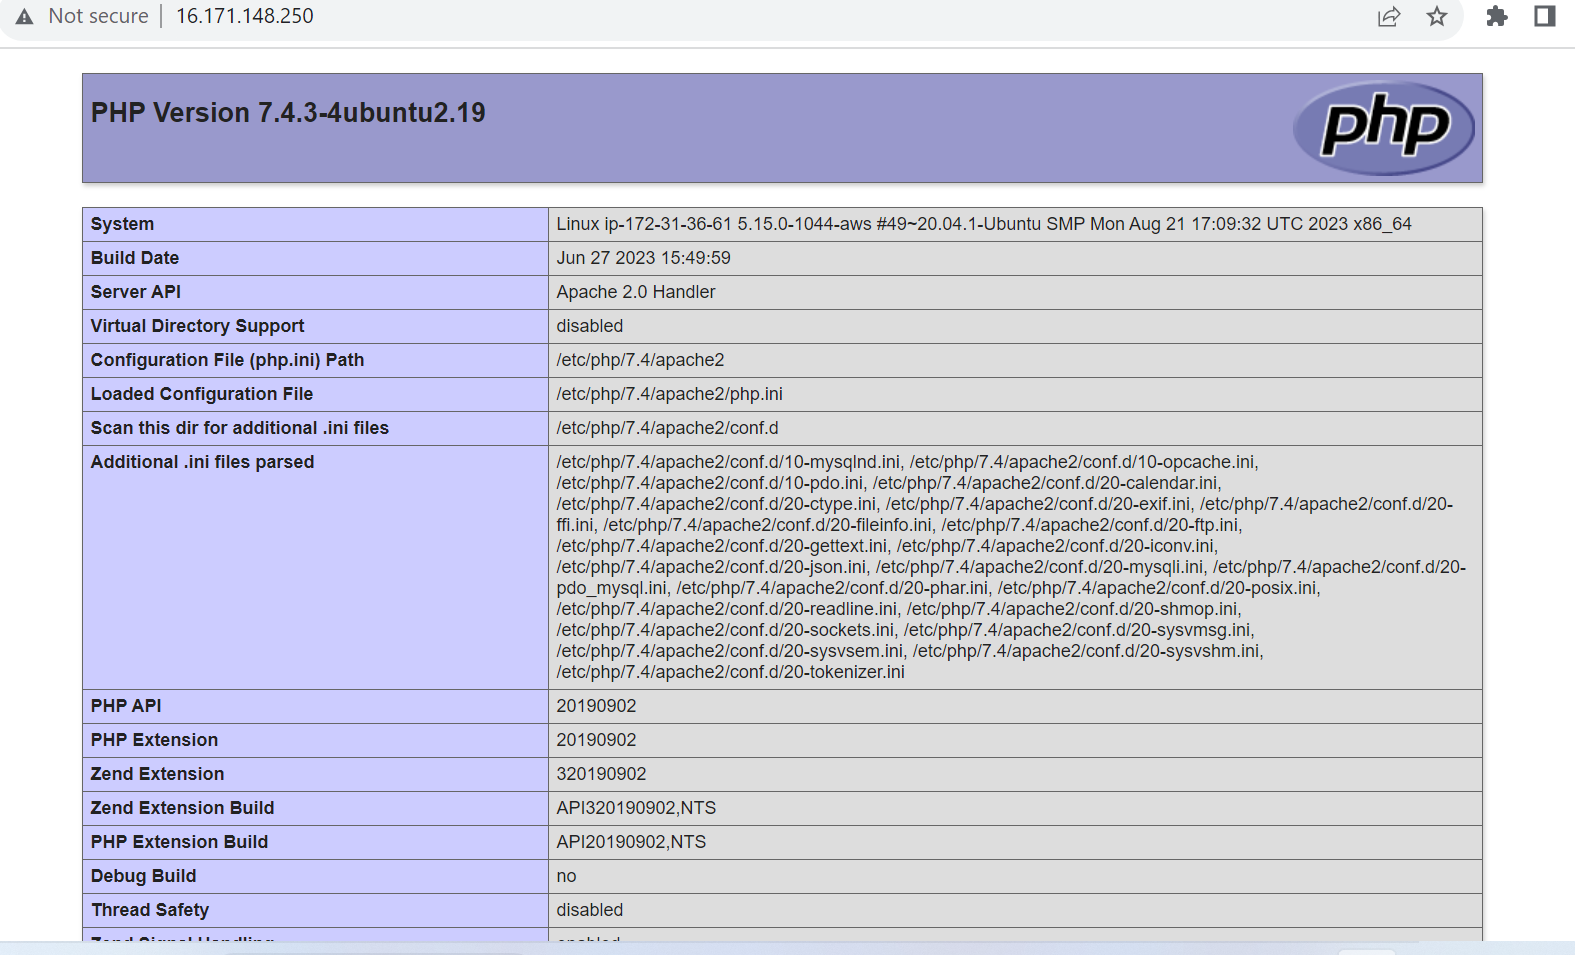 Not secure | 16.171.148.250
PHP Version 7.4.3-4ubuntu2.19
php
System Linux ip-172-31-36-61 5.15.0-1044-aws #49~20.04.1-Ubuntu SMP Mon Aug 21 17:09:32 UTC 2023 x86_64
Build Date Jun 27 2023 15:49:59
Server API Apache 2.0 Handler
Virtual Directory Support disabled
Configuration File (php.ini) Path /etc/php/7.4/apache2
Loaded Configuration File /etc/php/7.4/apache2/php.ini
Scan this dir for additional .ini files /etc/php/7.4/apache2/conf.d
Additional .ini files parsed /etc/php/7.4/apache2/conf.d/10-mysqlnd.ini, /etc/php/7.4/apache2/conf.d/10-opcache.ini,
/etc/php/7.4/apache2/conf.d/10-pdo.ini, /etc/php/7.4/apache2/conf.d/20-calendar.ini,
/etc/php/7.4/apache2/conf.d/20-ctype.ini, /etc/php/7.4/apache2/conf.d/20-exif.ini, /etc/php/7.4/apache2/conf.d/20-
ffi.ini, /etc/php/7.4/apache2/conf.d/20-fileinfo.ini, /etc/php/7.4/apache2/conf.d/20-ftp.ini,
/etc/php/7.4/apache2/conf.d/20-gettext.ini, /etc/php/7.4/apache2/conf.d/20-iconv.ini,
/etc/php/7.4/apache2/conf.d/20-json.ini, /etc/php/7.4/apache2/conf.d/20-mysqli.ini, /etc/php/7.4/apache2/conf.d/20-
pdo_mysql.ini, /etc/php/7.4/apache2/conf.d/20-phar.ini, /etc/php/7.4/apache2/conf.d/20-posix.ini,
/etc/php/7.4/apache2/conf.d/20-readline.ini, /etc/php/7.4/apache2/conf.d/20-shmop.ini,
/etc/php/7.4/apache2/conf.d/20-sockets.ini, /etc/php/7.4/apache2/conf.d/20-sysvmsg.ini,
/etc/php/7.4/apache2/conf.d/20-sysvsem.ini, /etc/php/7.4/apache2/conf.d/20-sysvshm.ini,
/etc/php/7.4/apache2/conf.d/20-tokenizer.ini
PHP API 20190902
PHP Extension 20190902
Zend Extension 320190902
Zend Extension Build API320190902,NTS
PHP Extension Build API20190902,NTS
Debug Build no
Thread Safety disabled
Zend Signal Handling enabled